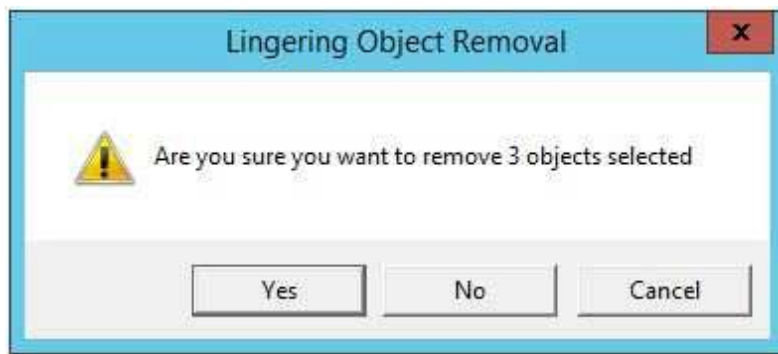 Lingering Object Removal
x
Are you sure you want to remove 3 objects selected
Yes No Cancel